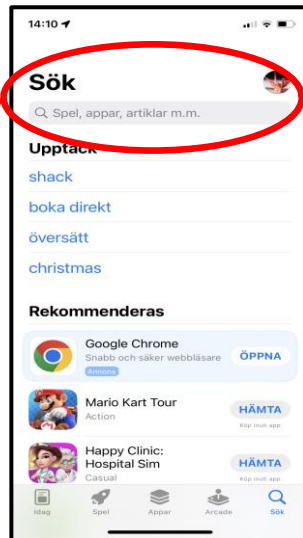 14:10
Sök
Spel, appar, artiklar m.m.
Upptäck
shack
boka direkt
översätt
christmas
Rekommenderas
Google Chrome
Snabb och säker webbläsare
Annons
ÖPPNA
Mario Kart Tour
Action
HÄMTA
Köp inuti app
Happy Clinic:
Hospital Sim
Casual
HÄMTA
Köp inuti app
Idag
Spel
Appar
Arcade
Sök